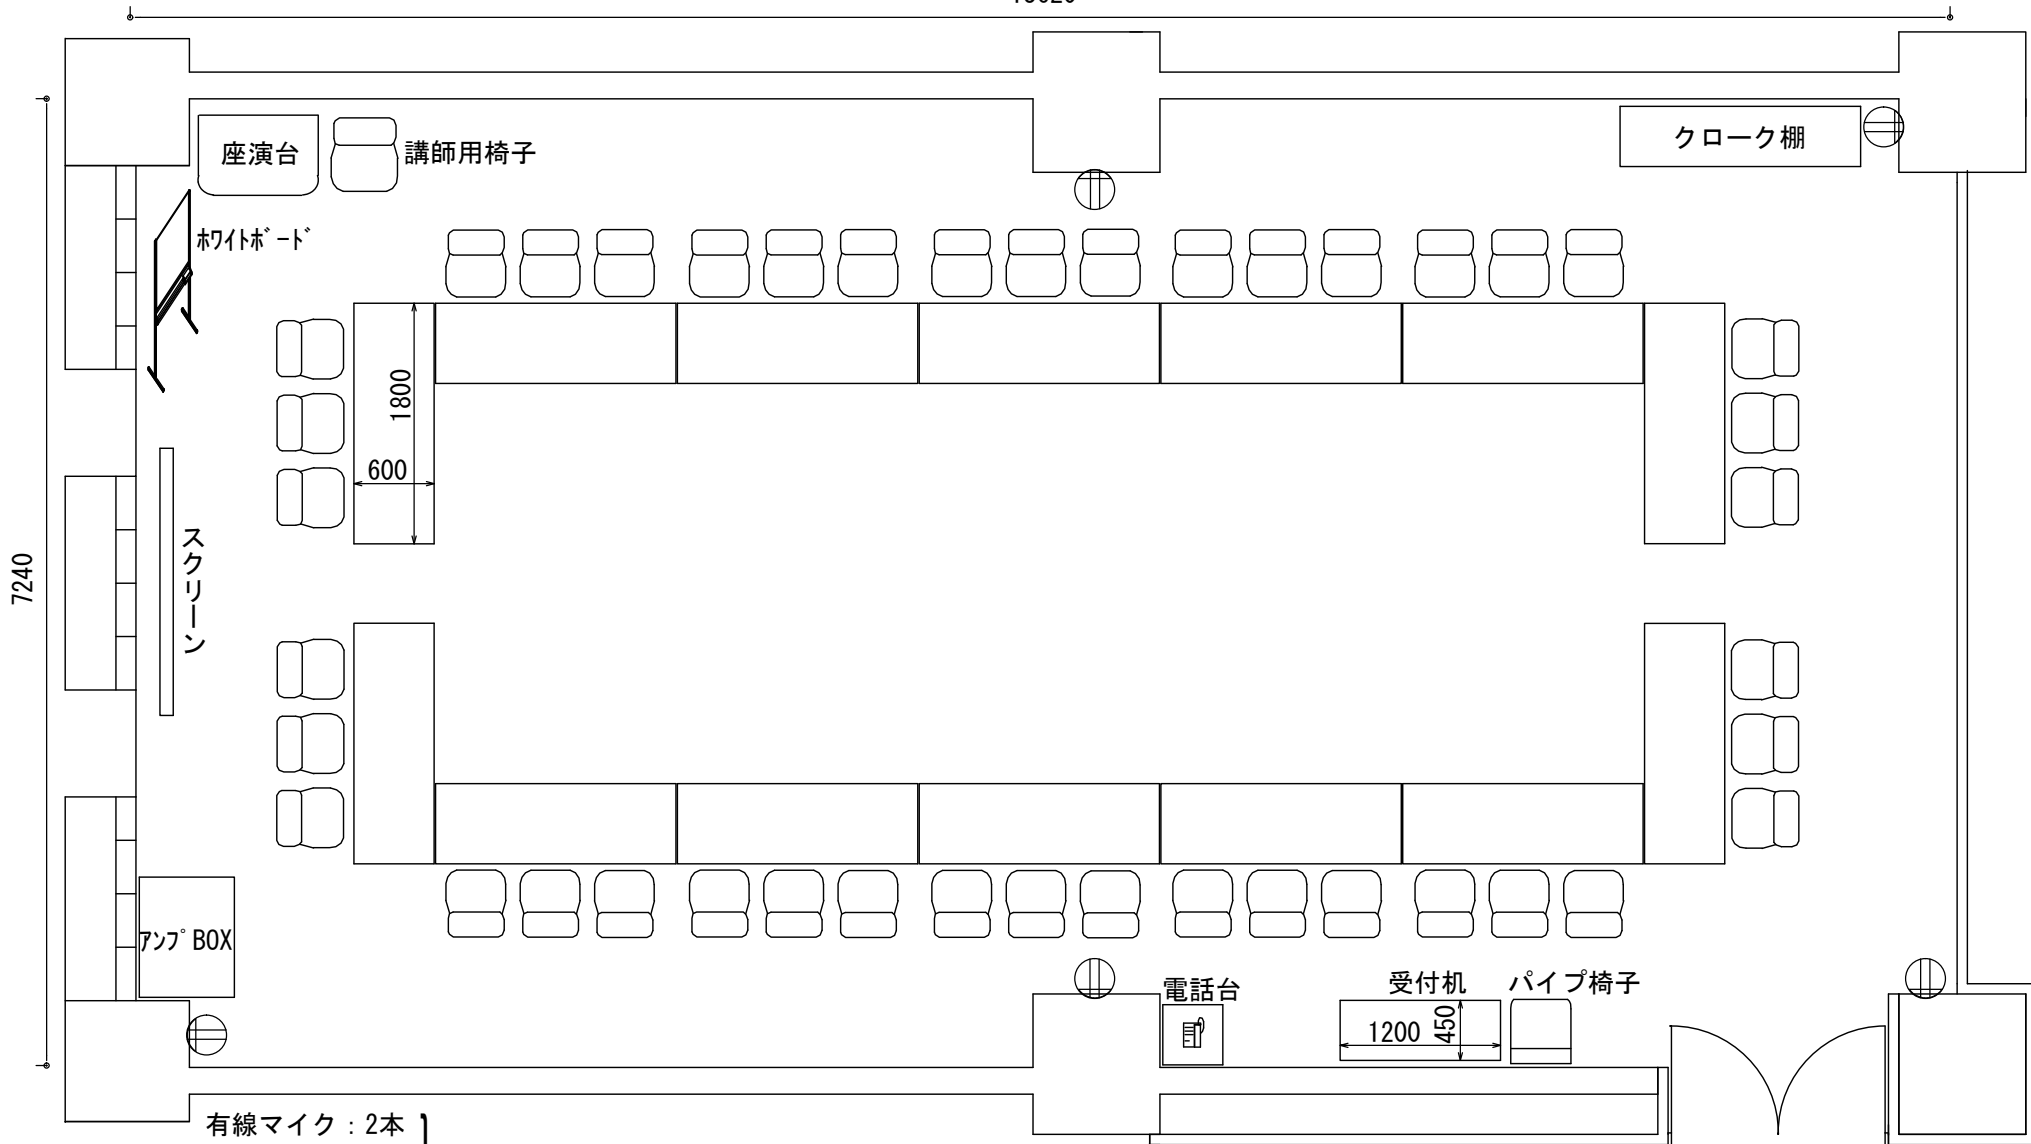 座演台
講師用椅子
クローク棚
ﾎﾜｲﾄﾎﾞｰﾄﾞ
1800
600
スクリーン
7240
ｱﾝﾌﾟBOX
電話台
受付机
パイプ椅子
1200
450
有線マイク：2本